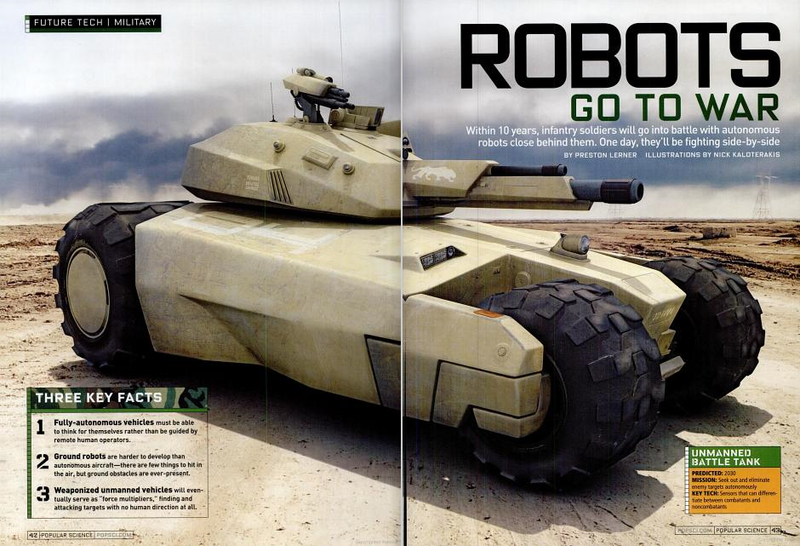 FUTURE TECH | MILITARY
ROBOTS
GO TO WAR
Within 10 years, infantry soldiers will go into battle with autonomous
robots close behind them. One day, they'll be fighting side-by-side
BY PRESTON LERNER ILLUSTRATIONS BY NICK KALOTERAKIS
THREE KEY FACTS
1 Fully-autonomous vehicles must be able
to think for themselves rather than be guided by
remote human operators.
2 Ground robots are harder to develop than
autonomous aircraft—there are few things to hit in
the air, but ground obstacles are ever-present.
3 Weaponized unmanned vehicles will even-
tually serve as "force multipliers," finding and
attacking targets with no human direction at all.
UNMANNED
BATTLE TANK
PREDICTED: 2030
MISSION: Seek out and eliminate
enemy targets autonomously
KEY TECH: Sensors that can differen-
tiate between combatants and
noncombatants
42 | POPULAR SCIENCE | POPSCI.COM
POPSCI.COM | POPULAR SCIENCE | 43